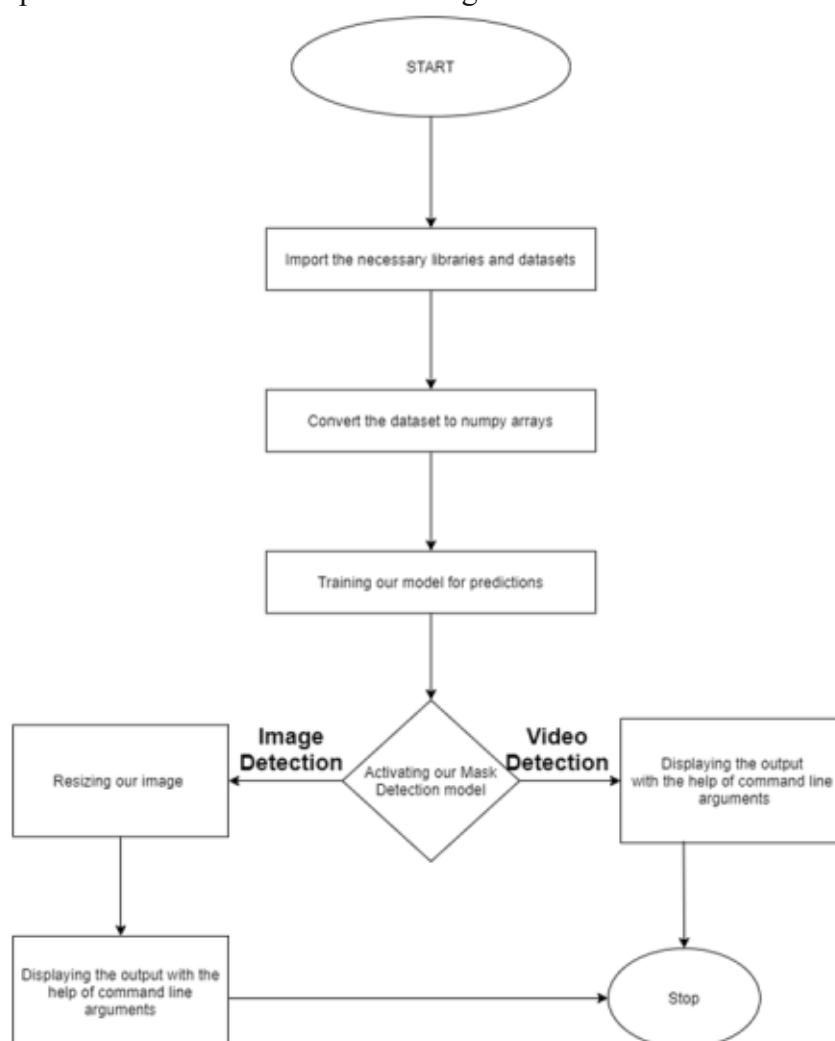 START
Import the necessary libraries and datasets
Convert the dataset to numpy arrays
Training our model for predictions
Image
Detection
Video
Detection
Activating our Mask
Detection model
Resizing our image
Displaying the output
with the help of command line
arguments
Displaying the output with the
help of command line
arguments
Stop